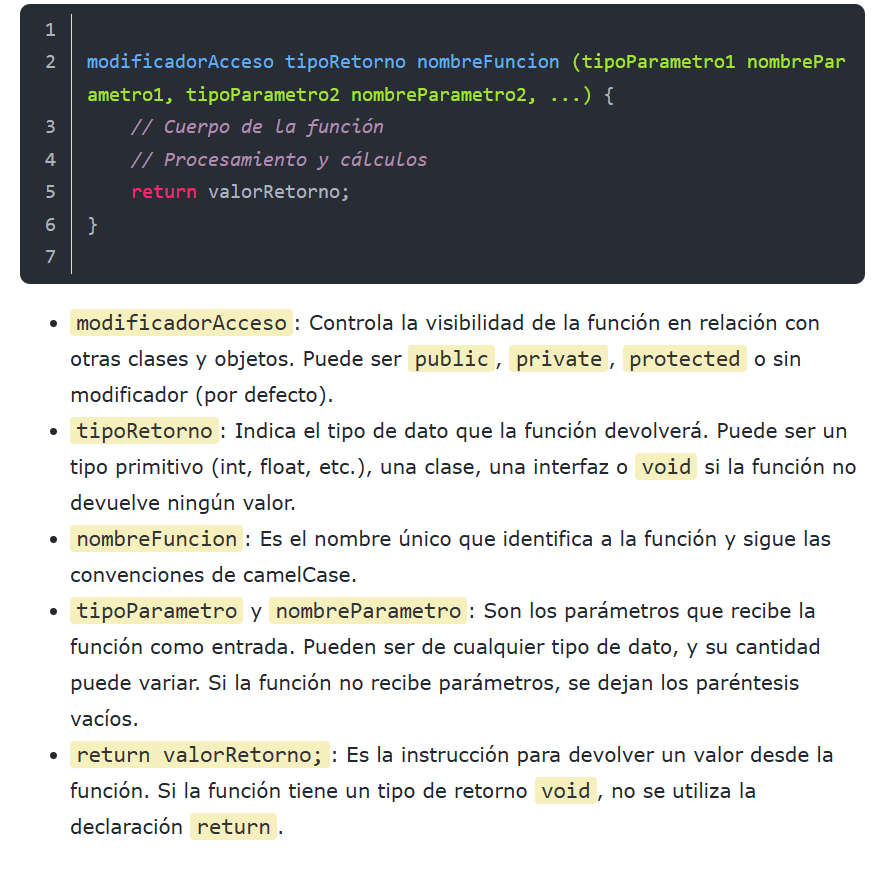 1
2 modificadorAcceso tipoRetorno nombreFuncion (tipoParametro1 nombrePar
ametro1, tipoParametro2 nombreParametro2, ...) {
3 // Cuerpo de la función
4 // Procesamiento y cálculos
5 return valorRetorno;
6 }
7
• modificadorAcceso: Controla la visibilidad de la función en relación con
otras clases y objetos. Puede ser public, private, protected o sin
modificador (por defecto).
• tipoRetorno: Indica el tipo de dato que la función devolverá. Puede ser un
tipo primitivo (int, float, etc.), una clase, una interfaz o void si la función no
devuelve ningún valor.
• nombreFuncion: Es el nombre único que identifica a la función y sigue las
convenciones de camelCase.
• tipoParametro y nombreParametro: Son los parámetros que recibe la
función como entrada. Pueden ser de cualquier tipo de dato, y su cantidad
puede variar. Si la función no recibe parámetros, se dejan los paréntesis
vacíos.
• return valorRetorno;: Es la instrucción para devolver un valor desde la
función. Si la función tiene un tipo de retorno void, no se utiliza la
declaración return.